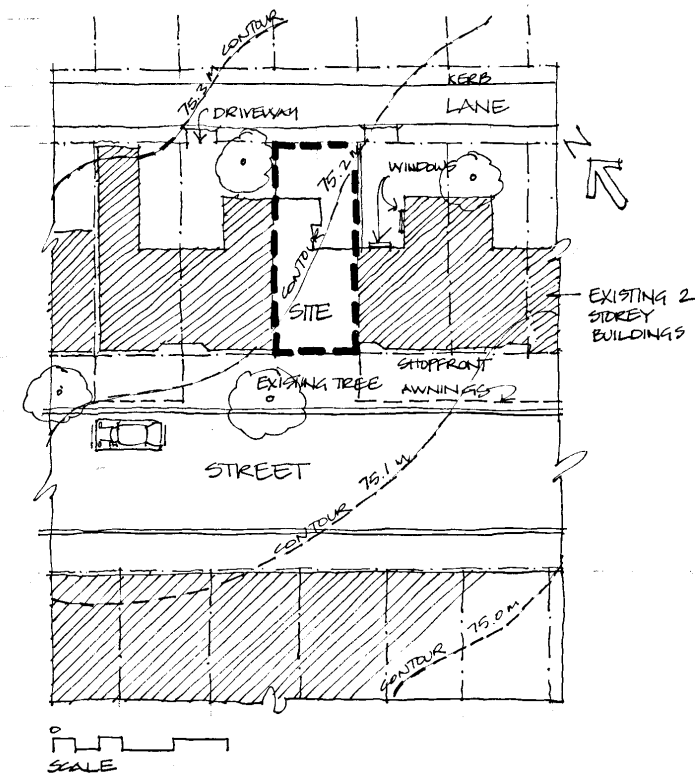 75.3 M CONTOUR
KERB
LANE
DRIVEWAY
N
75.2 M
CONTOUR
WINDOWS
SITE
EXISTING 2
STOREY
BUILDINGS
SHOPFRONT
AWNINGS
EXISTING TREE
STREET
CONTOUR 75.1 M
CONTOUR 75.0 M
0
SCALE